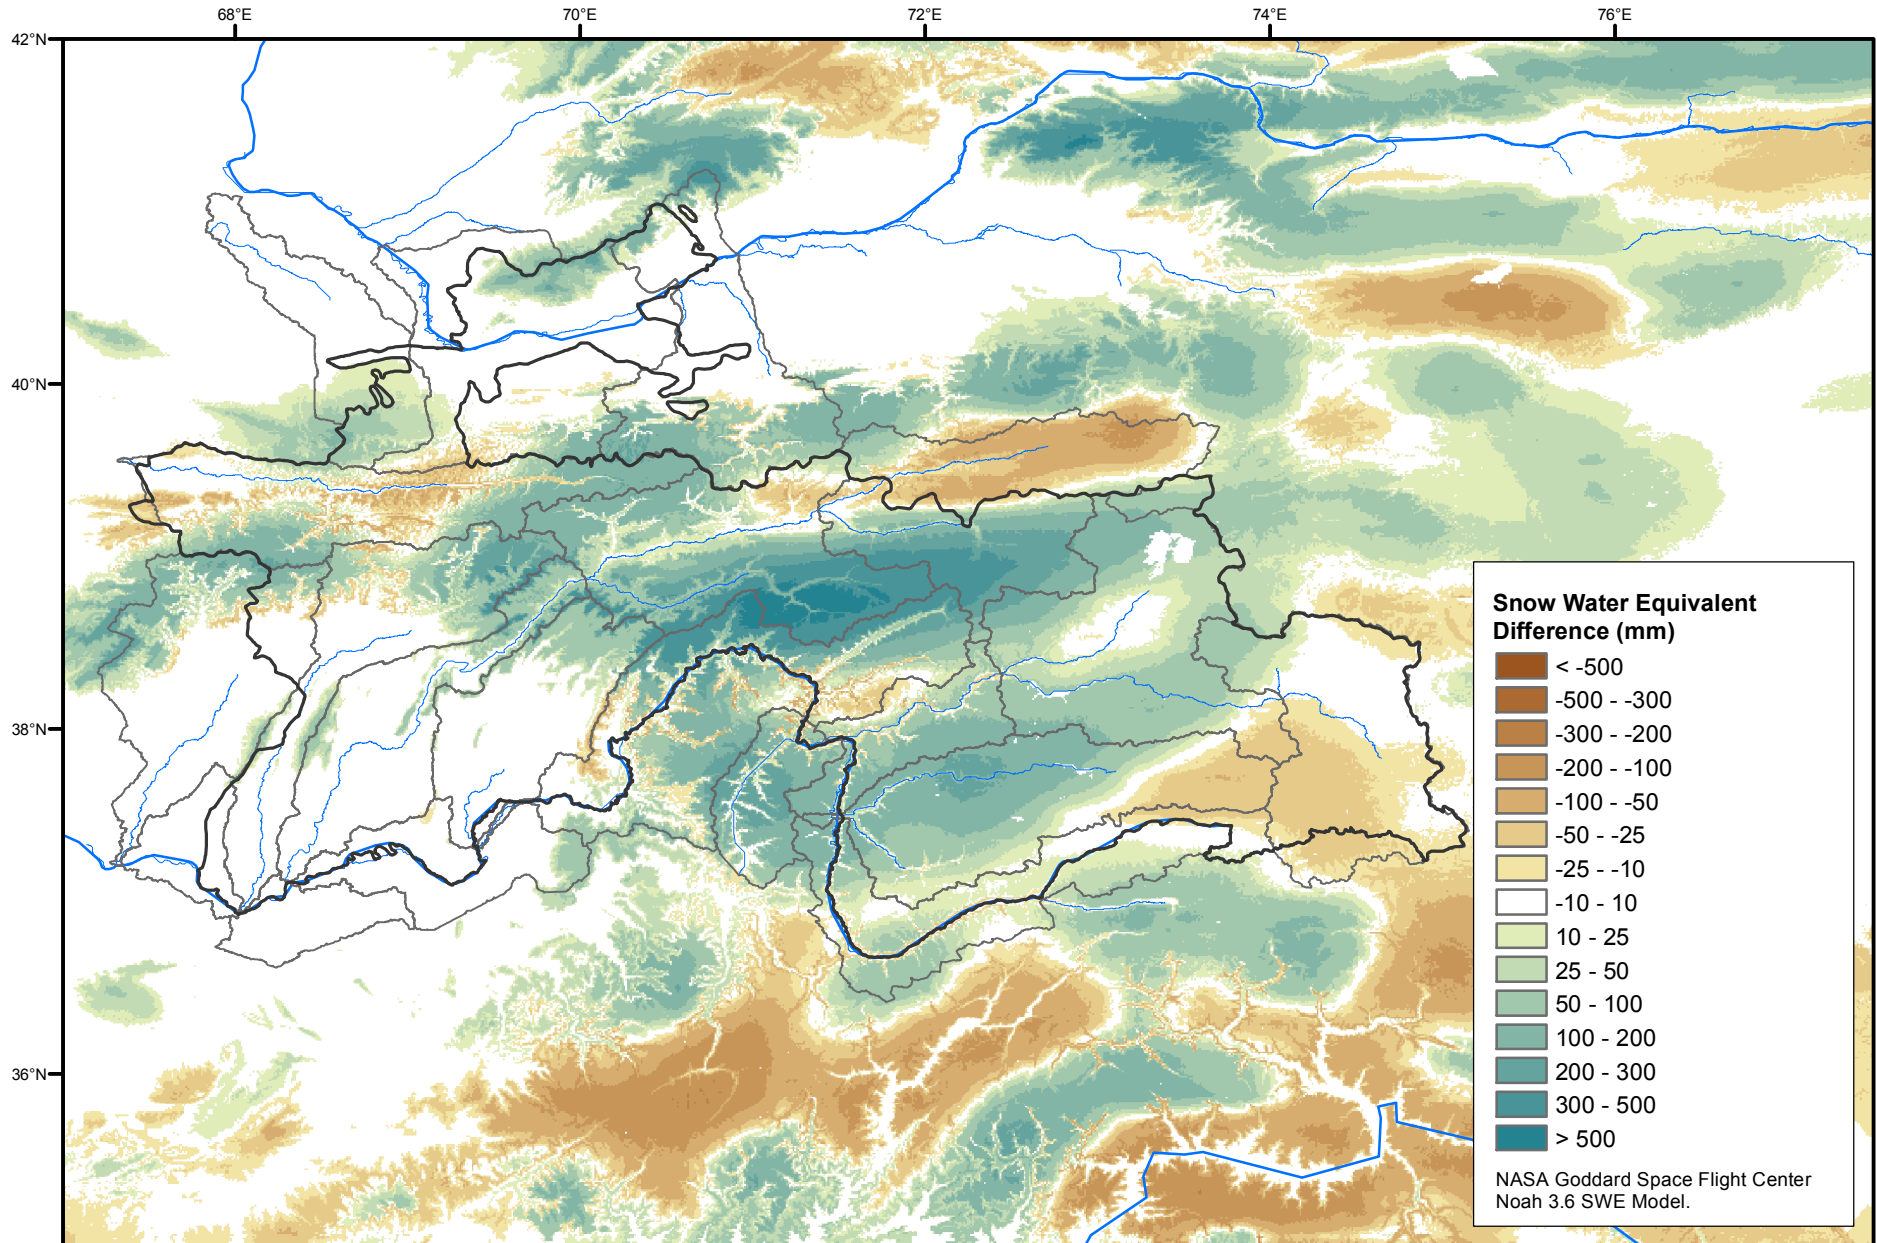 68°E 70°E 72°E 74°E 76°E
42°N
40°N
38°N
36°N
Snow Water Equivalent
Difference (mm)
< -500
-500 - -300
-300 - -200
-200 - -100
-100 - -50
-50 - -25
-25 - -10
-10 - 10
10 - 25
25 - 50
50 - 100
100 - 200
200 - 300
300 - 500
> 500
NASA Goddard Space Flight Center
Noah 3.6 SWE Model.